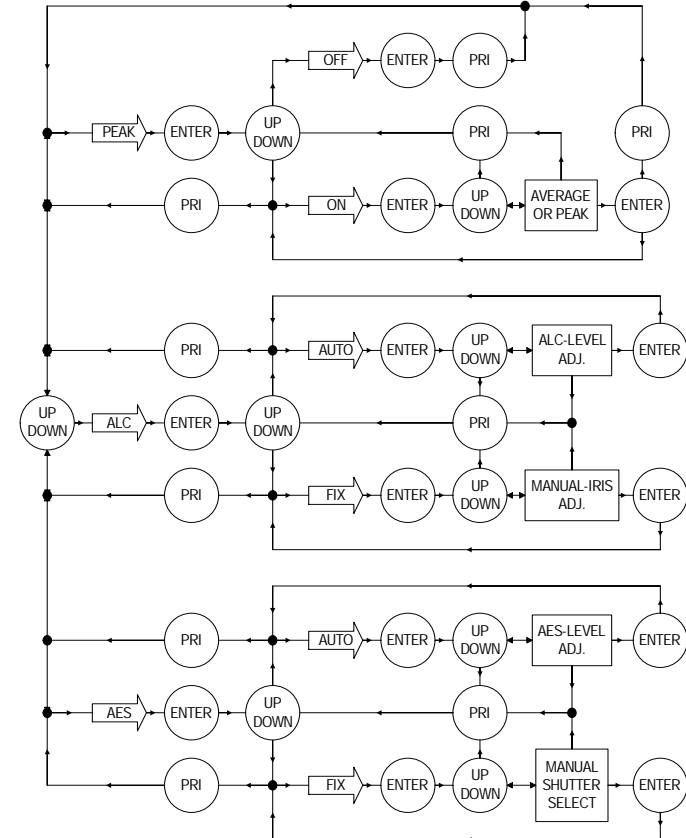 OFF
ENTER
PRI
PEAK
ENTER
UP
DOWN
PRI
PRI
PRI
ON
ENTER
UP
DOWN
AVERAGE
OR PEAK
ENTER
PRI
AUTO
ENTER
UP
DOWN
ALC-LEVEL
ADJ.
ENTER
UP
DOWN
ALC
ENTER
UP
DOWN
PRI
PRI
FIX
ENTER
UP
DOWN
MANUAL-IRIS
ADJ.
ENTER
PRI
AUTO
ENTER
UP
DOWN
AES-LEVEL
ADJ.
ENTER
AES
ENTER
UP
DOWN
PRI
PRI
FIX
ENTER
UP
DOWN
MANUAL
SHUTTER
SELECT
ENTER